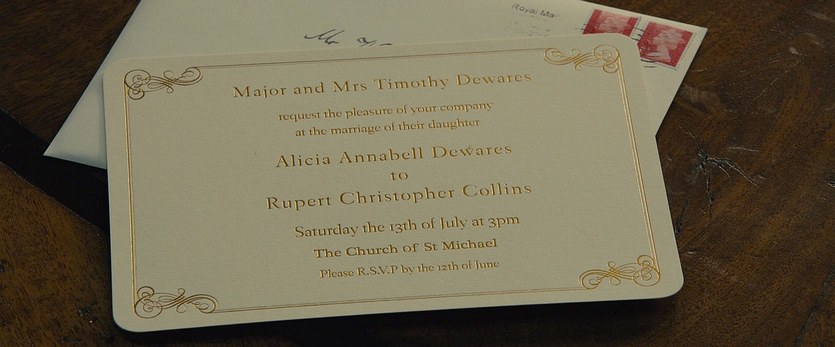 Royal Ma
Major and Mrs Timothy Dewares
request the pleasure of your company
at the marriage of their daughter
Alicia Annabell Dewares
to
Rupert Christopher Collins
Saturday the 13th of July at 3pm
The Church of St Michael
Please R.S.V.P by the 12th of June